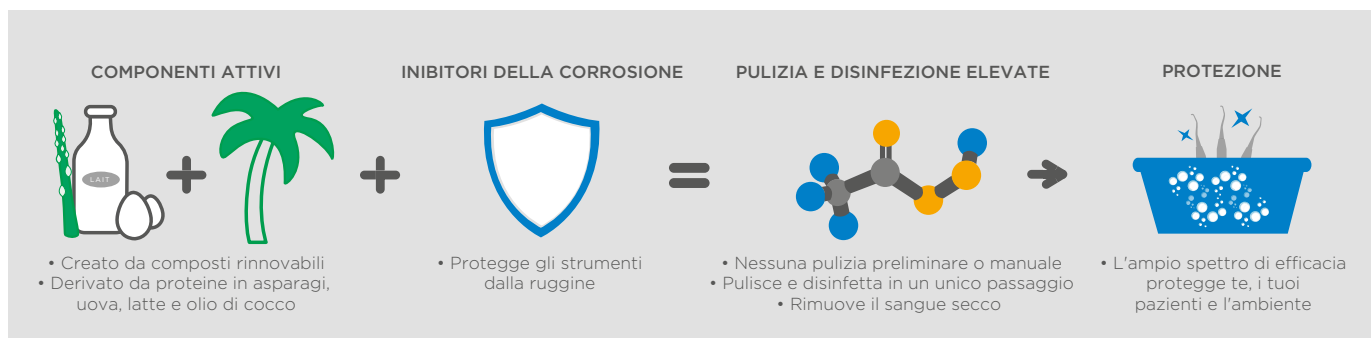 COMPONENTI ATTIVI
INIBITORI DELLA CORROSIONE
PULIZIA E DISINFEZIONE ELEVATE
PROTEZIONE
LAIT
• Creato da composti rinnovabili
• Derivato da proteine in asparagi,
uova, latte e olio di cocco
• Protegge gli strumenti
dalla ruggine
• Nessuna pulizia preliminare o manuale
• Pulisce e disinfetta in un unico passaggio
• Rimuove il sangue secco
• L'ampio spettro di efficacia
protegge te, i tuoi
pazienti e l'ambiente